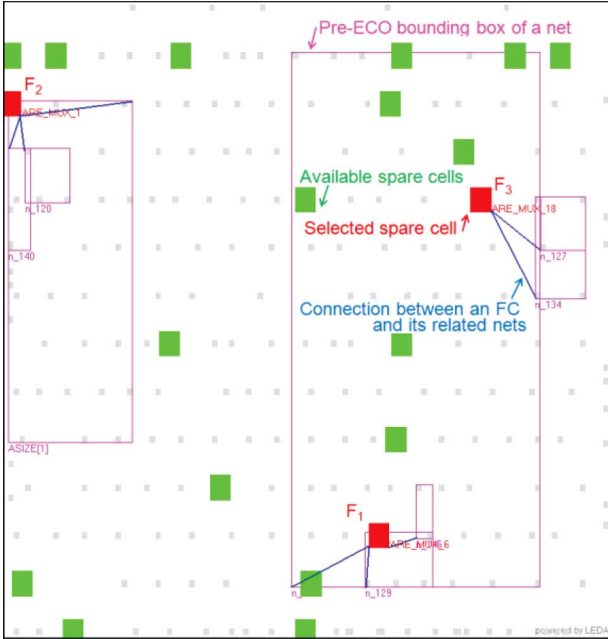 Pre-ECO bounding box of a net
F2
ARE_MUX_1
Available spare cells
F3
n_120
ARE_MUX_18
Selected spare cell
n_140
n_127
Connection between an FC
and its related nets
n_134
ASIZE[1]
F1
n_129
powered by LEDA